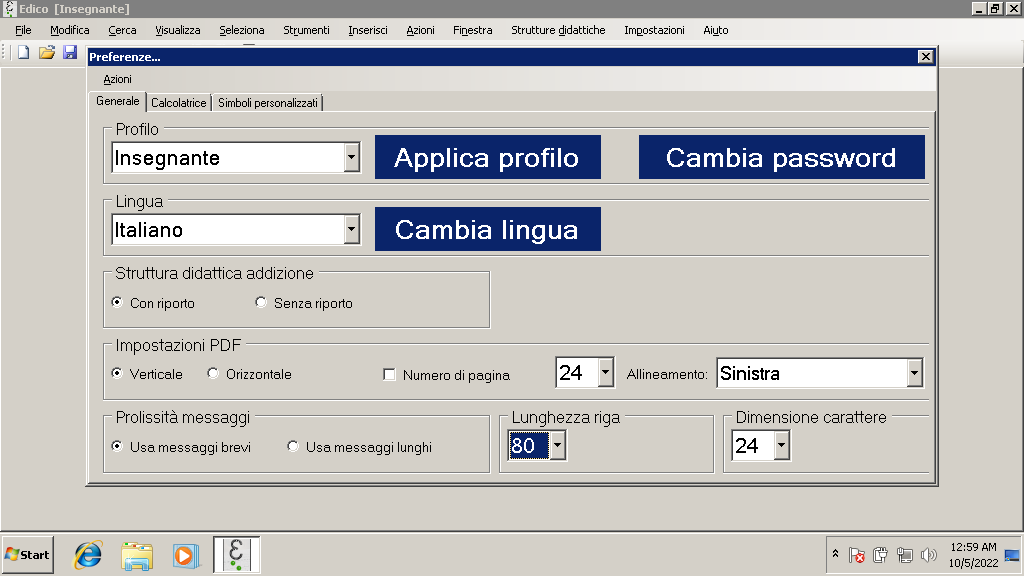 Edico [Insegnante]
File Modifica Cerca Visualizza Seleziona Strumenti Inserisci Azioni Finestra Strutture didattiche Impostazioni Aiuto
Preferenze...
Azioni
Generale Calcolatrice Simboli personalizzati
Profilo
Insegnante Applica profilo Cambia password
Lingua
Italiano Cambia lingua
Struttura didattica addizione
Con riporto Senza riporto
Impostazioni PDF
Verticale Orizzontale Numero di pagina 24 Allineamento: Sinistra
Prolissità messaggi Lunghezza riga Dimensione carattere
Usa messaggi brevi Usa messaggi lunghi 80 24
Start 12:59 AM
10/5/2022